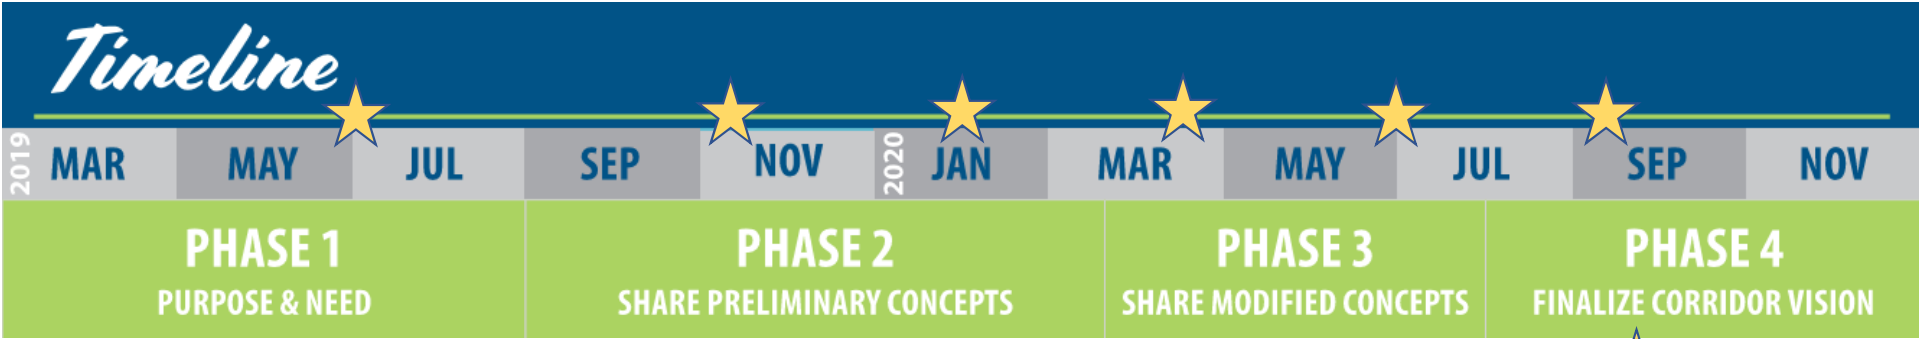 Timeline
2019 MAR MAY JUL SEP NOV 2020 JAN MAR MAY JUL SEP NOV
PHASE 1 PHASE 2 PHASE 3 PHASE 4
PURPOSE & NEED SHARE PRELIMINARY CONCEPTS SHARE MODIFIED CONCEPTS FINALIZE CORRIDOR VISION